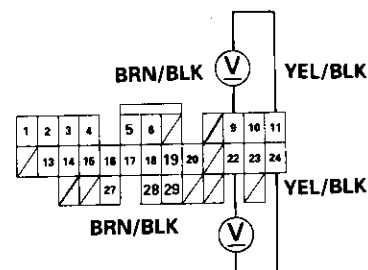 V
BRN/BLK YEL/BLK
1 2 3 4 5 6 9 10 11
13 14 15 16 17 18 19 20 22 23 24
27 28 29 YEL/BLK
BRN/BLK
V